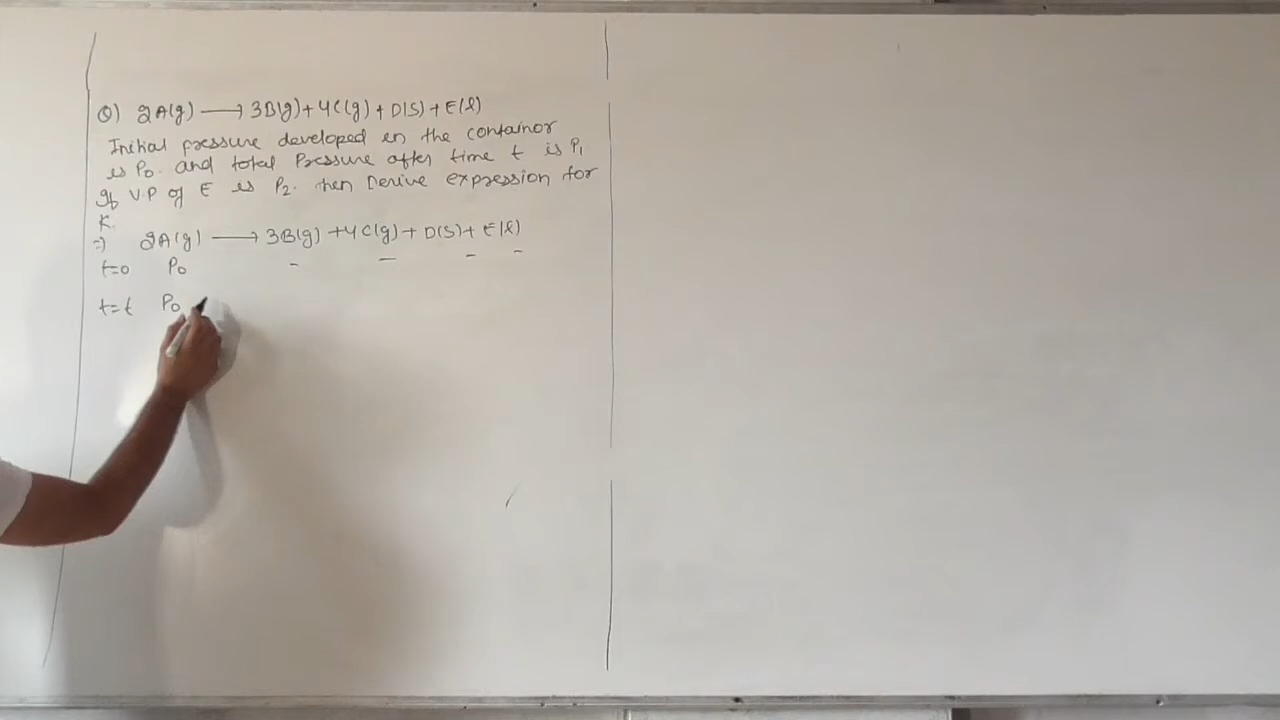 Q) 2A(g) ⟶ 3B(g) + 4C(g) + D(S) + E(l)
Initial pressure developed in the container
is P₀. and total Pressure after time t is P₁
If V.P of E is P₂. then Derive expression for
K.
⇒) 2A(g) ⟶ 3B(g) + 4C(g) + D(S) + E(l)
t=0 P₀ - - - -
t=t P₀